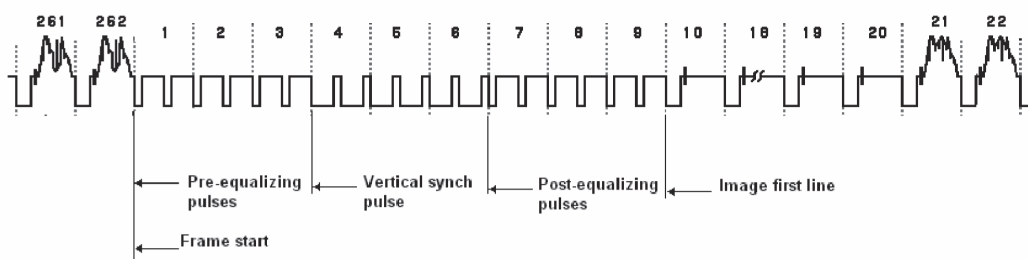 261 262 1 2 3 4 5 6 7 8 9 10 18 19 20 21 22
Pre-equalizing
pulses
Vertical synch
pulse
Post-equalizing
pulses
Image first line
Frame start